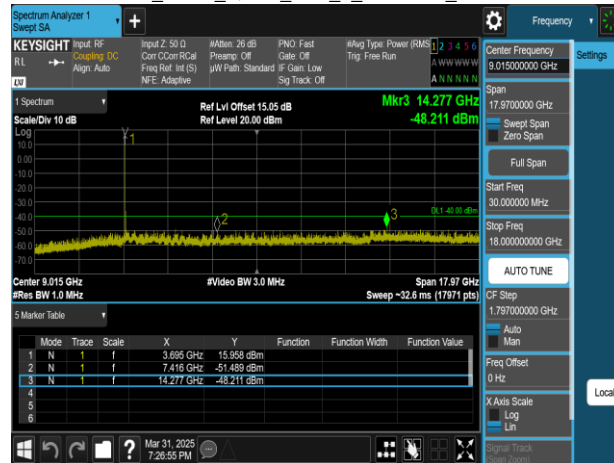 Spectrum Analyzer 1
Swept SA
Frequency
KEYSIGHT Input: RF Input Z: 50 Ω #Atten: 26 dB PNO: Fast #Avg Type: Power (RMS 1 2 3 4 5 6
RL Coupling: DC Corr CCorr RCal Preamp: Off Gate: Off Trig: Free Run A W W W W W
Align: Auto Freq Ref: Int (S) µW Path: Standard IF Gain: Low
NFE: Adaptive Sig Track: Off A N N N N N
LXI
1 Spectrum
Scale/Div 10 dB
Ref Lvl Offset 15.05 dB
Ref Level 20.00 dBm
Mkr3 14.277 GHz
-48.211 dBm
Log
10.0
0.00
-10.0
-20.0
-30.0
-40.0
-50.0
-60.0
-70.0
1
2
3
DL1 -40.00 dBm
Center 9.015 GHz #Video BW 3.0 MHz Span 17.97 GHz
#Res BW 1.0 MHz Sweep ~32.6 ms (17971 pts)
5 Marker Table
Mode Trace Scale X Y Function Function Width Function Value
1 N 1 f 3.695 GHz 15.958 dBm
2 N 1 f 7.416 GHz -51.489 dBm
3 N 1 f 14.277 GHz -48.211 dBm
4
5
6
Mar 31, 2025
7:26:55 PM
Center Frequency
9.015000000 GHz
Span
17.9700000 GHz
Swept Span
Zero Span
Full Span
Start Freq
30.000000 MHz
Stop Freq
18.000000000 GHz
AUTO TUNE
CF Step
1.797000000 GHz
Auto
Man
Freq Offset
0 Hz
X Axis Scale
Log
Lin
Signal Track
(Span Zoom)
Settings
Local